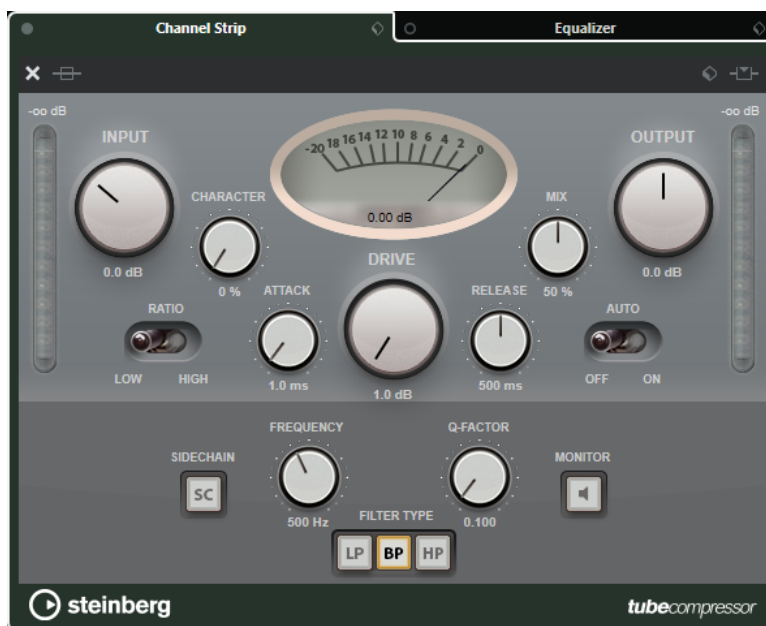 Channel Strip
Equalizer
-oo dB
-oo dB
INPUT
OUTPUT
-20 18 16 14 12 10 8 6 4 2 0
0.00 dB
CHARACTER
MIX
0.0 dB
0.0 dB
DRIVE
0 %
ATTACK
RELEASE
50 %
RATIO
AUTO
LOW
HIGH
1.0 ms
1.0 dB
500 ms
OFF
ON
FREQUENCY
Q-FACTOR
SIDECHAIN
MONITOR
SC
500 Hz
FILTER TYPE
0.100
LP
BP
HP
steinberg
tubecompressor